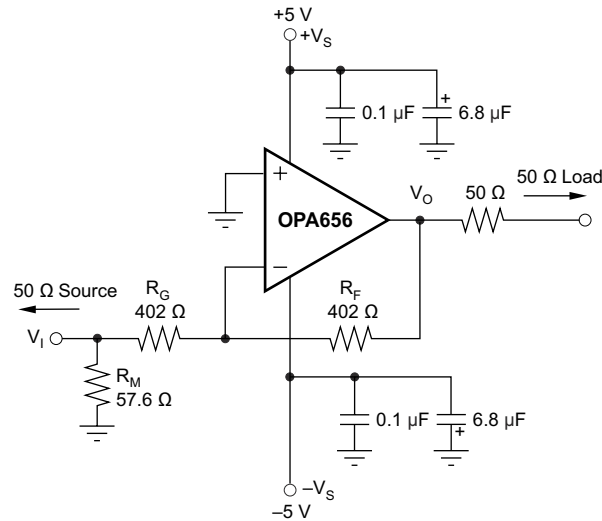 +5 V
+V_S
0.1 µF
+
6.8 µF
+
OPA656
−
V_O
50 Ω
50 Ω Load
50 Ω Source
V_I
R_G
402 Ω
R_F
402 Ω
R_M
57.6 Ω
0.1 µF
6.8 µF
+
−V_S
−5 V